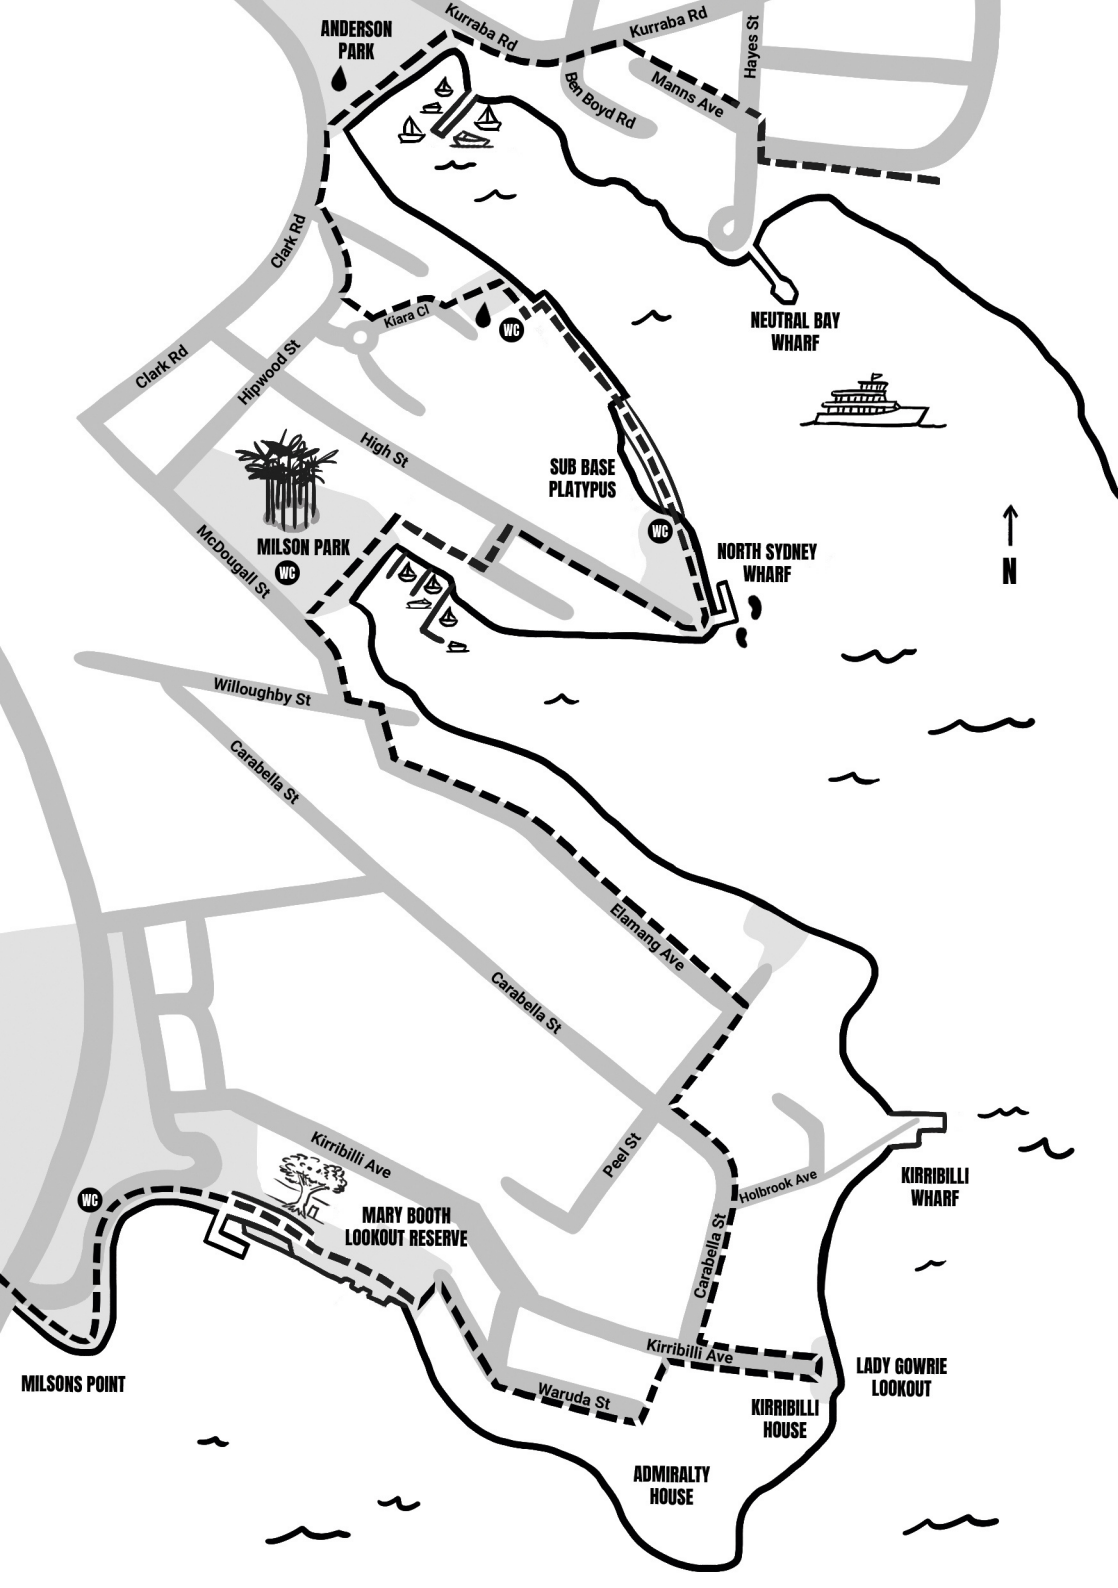 Kurraba Rd
Kurraba Rd
Hayes St
ANDERSON
PARK
Ben Boyd Rd
Manns Ave
Clark Rd
Kiara Cl
WC
NEUTRAL BAY
WHARF
Clark Rd
Hipwood St
High St
SUB BASE
PLATYPUS
WC
MILSON PARK
WC
McDougall St
NORTH SYDNEY
WHARF
N
Willoughby St
Carabella St
Elamang Ave
Carabella St
Peel St
Kirribilli Ave
Holbrook Ave
KIRRIBILLI
WHARF
WC
MARY BOOTH
LOOKOUT RESERVE
Carabella St
Kirribilli Ave
LADY GOWRIE
LOOKOUT
MILSONS POINT
Waruda St
KIRRIBILLI
HOUSE
ADMIRALTY
HOUSE